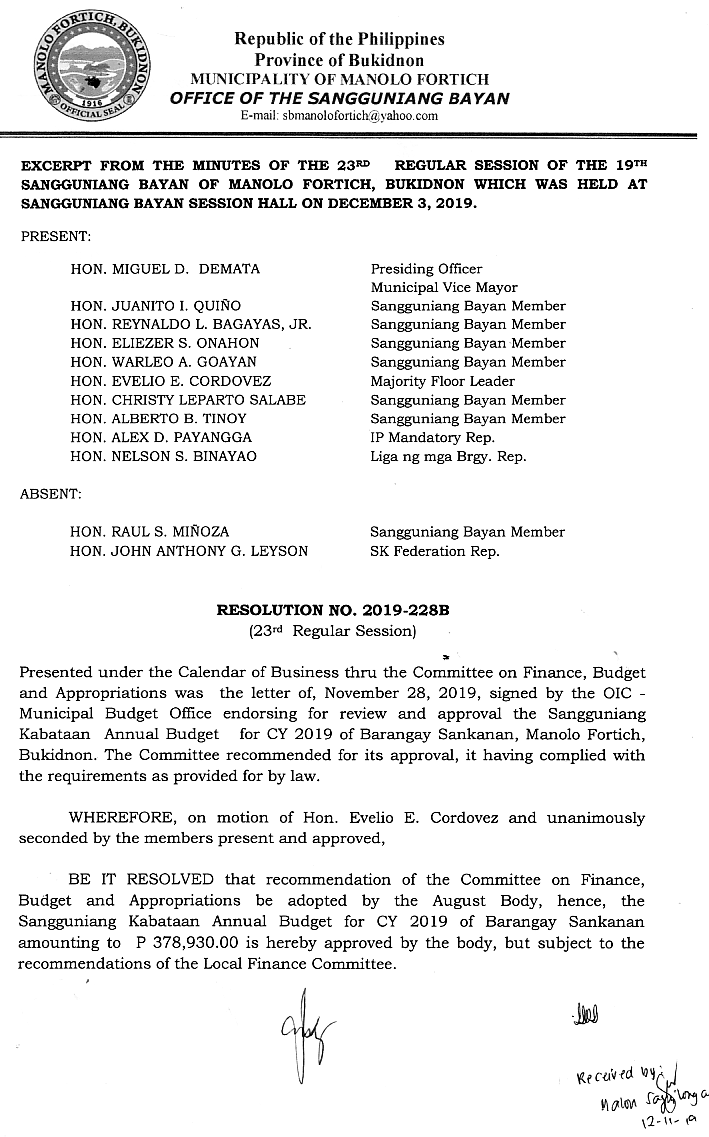 MANOLO FORTICH, BUKIDNON
1916
OFFICIAL SEAL
Republic of the Philippines
Province of Bukidnon
MUNICIPALITY OF MANOLO FORTICH
OFFICE OF THE SANGGUNIANG BAYAN
E-mail: sbmanolofortich@yahoo.com
EXCERPT FROM THE MINUTES OF THE 23RD REGULAR SESSION OF THE 19TH
SANGGUNIANG BAYAN OF MANOLO FORTICH, BUKIDNON WHICH WAS HELD AT
SANGGUNIANG BAYAN SESSION HALL ON DECEMBER 3, 2019.
PRESENT:
HON. MIGUEL D. DEMATA Presiding Officer
Municipal Vice Mayor
HON. JUANITO I. QUIÑO Sangguniang Bayan Member
HON. REYNALDO L. BAGAYAS, JR. Sangguniang Bayan Member
HON. ELIEZER S. ONAHON Sangguniang Bayan Member
HON. WARLEO A. GOAYAN Sangguniang Bayan Member
HON. EVELIO E. CORDOVEZ Majority Floor Leader
HON. CHRISTY LEPARTO SALABE Sangguniang Bayan Member
HON. ALBERTO B. TINOY Sangguniang Bayan Member
HON. ALEX D. PAYANGGA IP Mandatory Rep.
HON. NELSON S. BINAYAO Liga ng mga Brgy. Rep.
ABSENT:
HON. RAUL S. MIÑOZA Sangguniang Bayan Member
HON. JOHN ANTHONY G. LEYSON SK Federation Rep.
RESOLUTION NO. 2019-228B
(23rd Regular Session)
Presented under the Calendar of Business thru the Committee on Finance, Budget
and Appropriations was the letter of, November 28, 2019, signed by the OIC -
Municipal Budget Office endorsing for review and approval the Sangguniang
Kabataan Annual Budget for CY 2019 of Barangay Sankanan, Manolo Fortich,
Bukidnon. The Committee recommended for its approval, it having complied with
the requirements as provided for by law.
WHEREFORE, on motion of Hon. Evelio E. Cordovez and unanimously
seconded by the members present and approved,
BE IT RESOLVED that recommendation of the Committee on Finance,
Budget and Appropriations be adopted by the August Body, hence, the
Sangguniang Kabataan Annual Budget for CY 2019 of Barangay Sankanan
amounting to P 378,930.00 is hereby approved by the body, but subject to the
recommendations of the Local Finance Committee.
Received by:
12-11-19